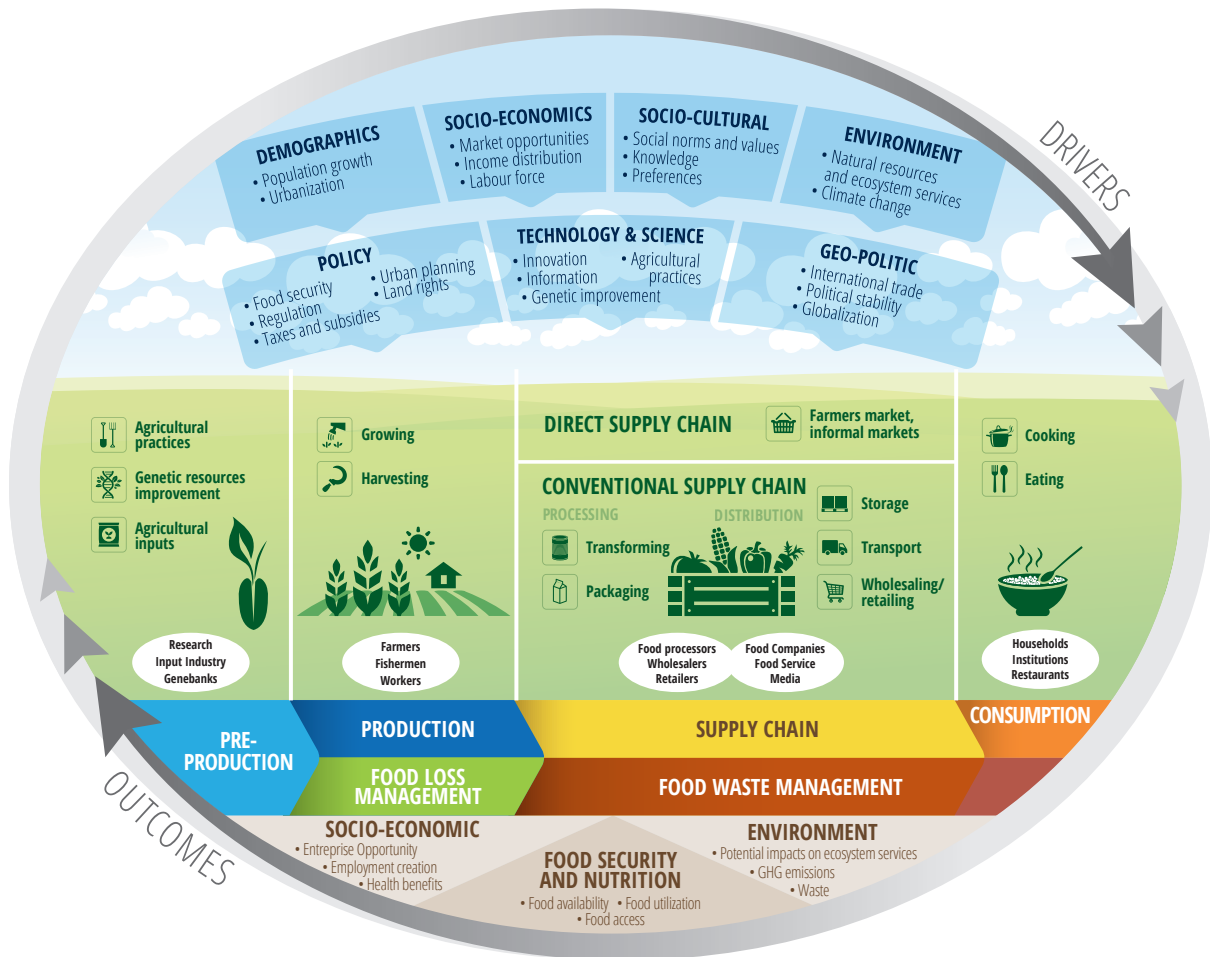 DRIVERS
DEMOGRAPHICS
• Population growth
• Urbanization
SOCIO-ECONOMICS
• Market opportunities
• Income distribution
• Labour force
SOCIO-CULTURAL
• Social norms and values
• Knowledge
• Preferences
ENVIRONMENT
• Natural resources
and ecosystem services
• Climate change
POLICY
• Food security
• Regulation
• Taxes and subsidies
• Urban planning
• Land rights
TECHNOLOGY & SCIENCE
• Innovation
• Information
• Genetic improvement
• Agricultural
practices
GEO-POLITIC
• International trade
• Political stability
• Globalization
Agricultural
practices
Genetic resources
improvement
Agricultural
inputs
Research
Input Industry
Genebanks
Growing
Harvesting
Farmers
Fishermen
Workers
DIRECT SUPPLY CHAIN
Farmers market,
informal markets
CONVENTIONAL SUPPLY CHAIN
PROCESSING
Transforming
Packaging
DISTRIBUTION
Storage
Transport
Wholesaling/
retailing
Food processors
Wholesalers
Retailers
Food Companies
Food Service
Media
Cooking
Eating
Households
Institutions
Restaurants
PRE-
PRODUCTION
PRODUCTION
SUPPLY CHAIN
CONSUMPTION
FOOD LOSS
MANAGEMENT
FOOD WASTE MANAGEMENT
OUTCOMES
SOCIO-ECONOMIC
• Entreprise Opportunity
• Employment creation
• Health benefits
FOOD SECURITY
AND NUTRITION
• Food availability • Food utilization
• Food access
ENVIRONMENT
• Potential impacts on ecosystem services
• GHG emissions
• Waste